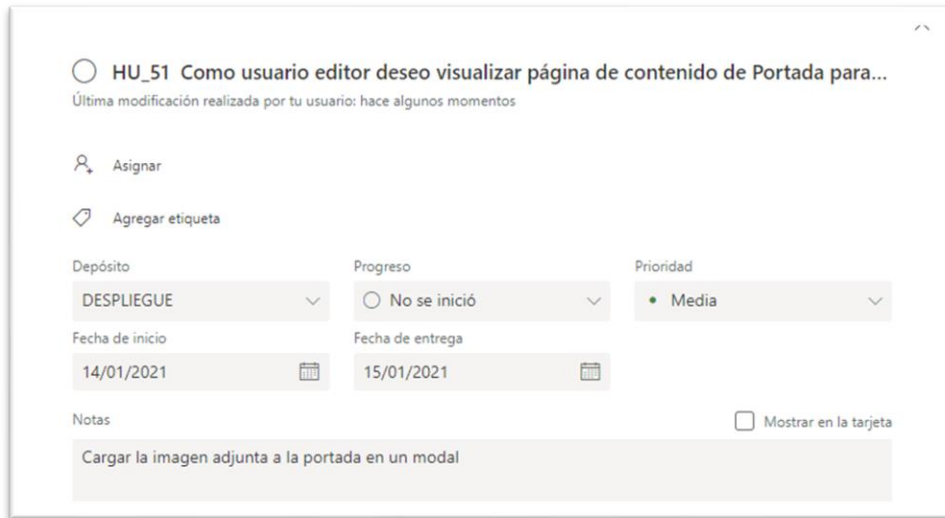 HU_51 Como usuario editor deseo visualizar página de contenido de Portada para...
Última modificación realizada por tu usuario: hace algunos momentos
Asignar
Agregar etiqueta
Depósito
Progreso
Prioridad
DESPLIEGUE
No se inició
Media
Fecha de inicio
Fecha de entrega
14/01/2021
15/01/2021
Notas
Mostrar en la tarjeta
Cargar la imagen adjunta a la portada en un modal